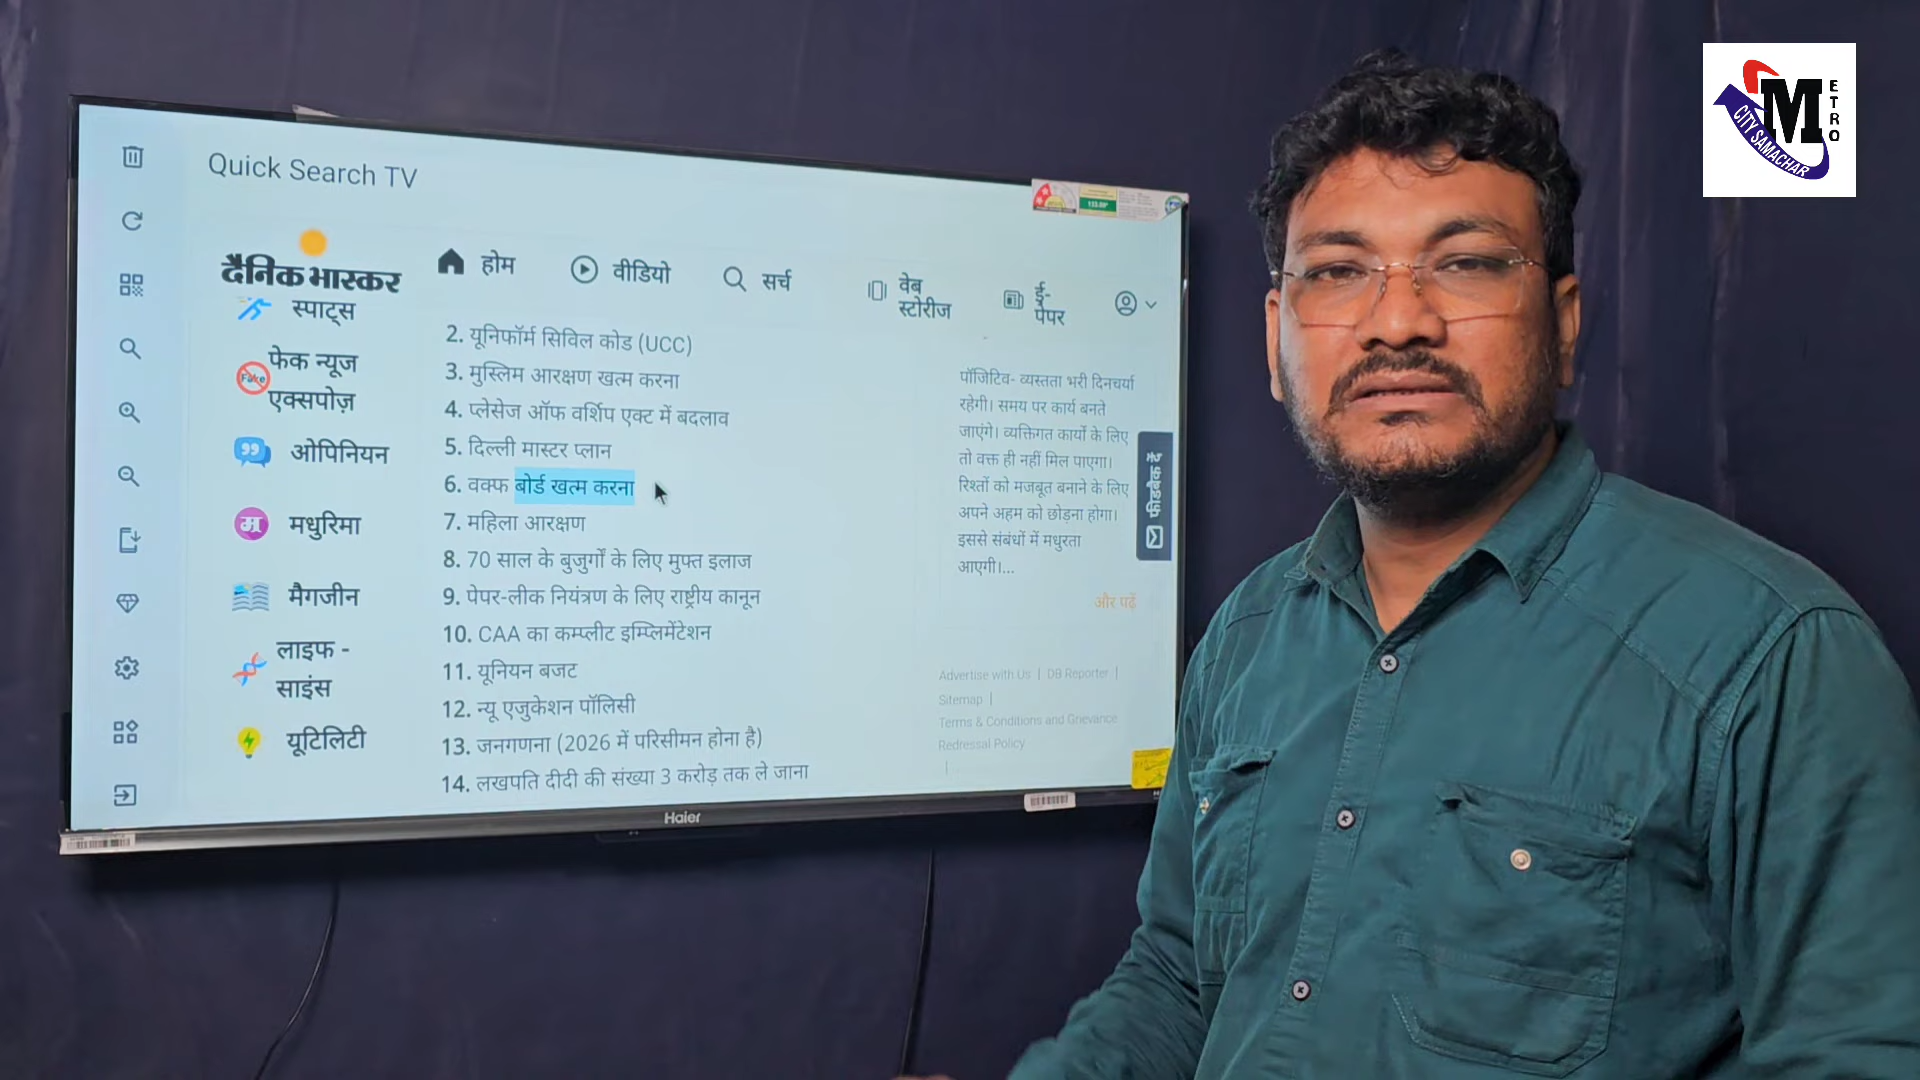 Quick Search TV
दैनिक भास्कर
होम
वीडियो
सर्च
वेब
स्टोरीज
ई-
पेपर
स्पोर्ट्स
फेक न्यूज
एक्सपोज़
ओपिनियन
मधुरिमा
मैगजीन
लाइफ -
साइंस
यूटिलिटी
2. यूनिफॉर्म सिविल कोड (UCC)
3. मुस्लिम आरक्षण खत्म करना
4. प्लेसेज ऑफ वर्शिप एक्ट में बदलाव
5. दिल्ली मास्टर प्लान
6. वक्फ बोर्ड खत्म करना
7. महिला आरक्षण
8. 70 साल के बुजुर्गों के लिए मुफ्त इलाज
9. पेपर-लीक नियंत्रण के लिए राष्ट्रीय कानून
10. CAA का कम्प्लीट इम्प्लिमेंटेशन
11. यूनियन बजट
12. न्यू एजुकेशन पॉलिसी
13. जनगणना (2026 में परिसीमन होना है)
14. लखपति दीदी की संख्या 3 करोड़ तक ले जाना
पॉजिटिव- व्यस्तता भरी दिनचर्या
रहेगी। समय पर कार्य बनते
जाएंगे। व्यक्तिगत कार्यों के लिए
तो वक्त ही नहीं मिल पाएगा।
रिश्तों को मजबूत बनाने के लिए
अपने अहम को छोड़ना होगा।
इससे संबंधों में मधुरता
आएगी।...
और पढ़ें
फीडबैक दें
Advertise with Us | DB Reporter |
Sitemap |
Terms & Conditions and Grievance
Redressal Policy
|
Haier
METRO
CITY SAMACHAR